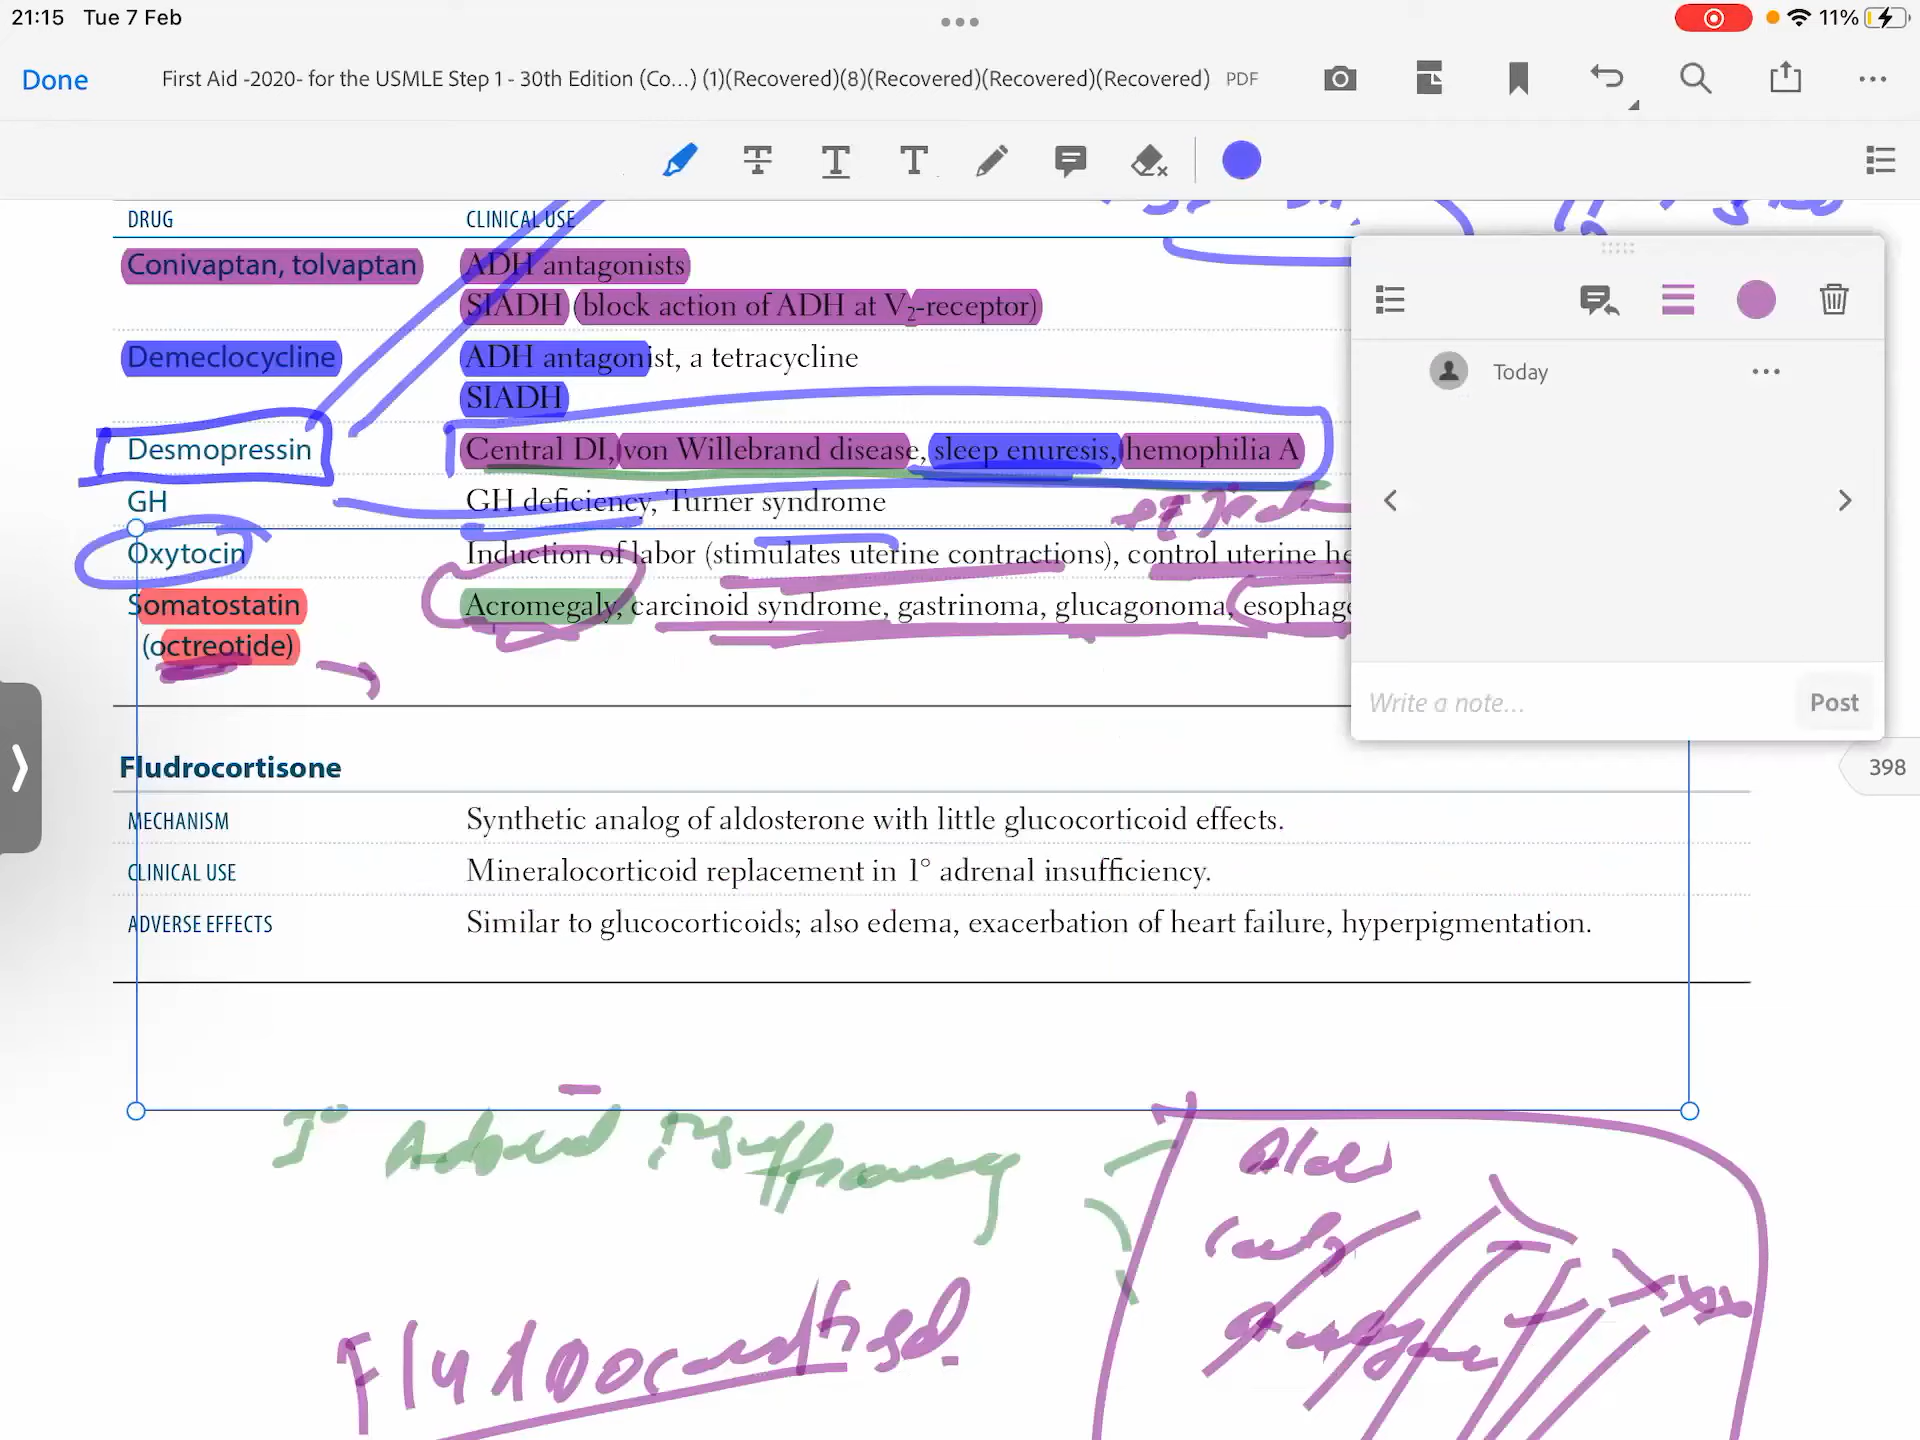 21:15 Tue 7 Feb
11%
Done
First Aid -2020- for the USMLE Step 1 - 30th Edition (Co...) (1)(Recovered)(8)(Recovered)(Recovered)(Recovered) PDF
DRUG CLINICAL USE
Conivaptan, tolvaptan ADH antagonists
SIADH (block action of ADH at V2-receptor)
Demeclocycline ADH antagonist, a tetracycline
SIADH
Desmopressin Central DI, von Willebrand disease, sleep enuresis, hemophilia A
GH GH deficiency, Turner syndrome
Oxytocin Induction of labor (stimulates uterine contractions), control uterine he
Somatostatin Acromegaly, carcinoid syndrome, gastrinoma, glucagonoma, esophage
(octreotide)
Today
Write a note...
Post
398
Fludrocortisone
MECHANISM Synthetic analog of aldosterone with little glucocorticoid effects.
CLINICAL USE Mineralocorticoid replacement in 1° adrenal insufficiency.
ADVERSE EFFECTS Similar to glucocorticoids; also edema, exacerbation of heart failure, hyperpigmentation.
1° Adrenal Insufficiency